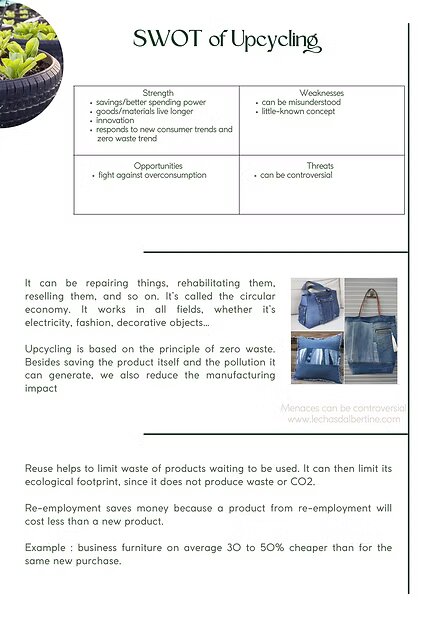 SWOT of Upcycling
Strength
• savings/better spending power
• goods/materials live longer
• innovation
• responds to new consumer trends and
zero waste trend
Weaknesses
• can be misunderstood
• little-known concept
Opportunities
• fight against overconsumption
Threats
• can be controversial
It can be repairing things, rehabilitating them,
reselling them, and so on. It's called the circular
economy. It works in all fields, whether it's
electricity, fashion, decorative objects...
Upcycling is based on the principle of zero waste.
Besides saving the product itself and the pollution it
can generate, we also reduce the manufacturing
impact
Menaces can be controversial
www.lechasdalbertine.com
Reuse helps to limit waste of products waiting to be used. It can then limit its
ecological footprint, since it does not produce waste or CO2.
Re-employment saves money because a product from re-employment will
cost less than a new product.
Example : business furniture on average 30 to 50% cheaper than for the
same new purchase.